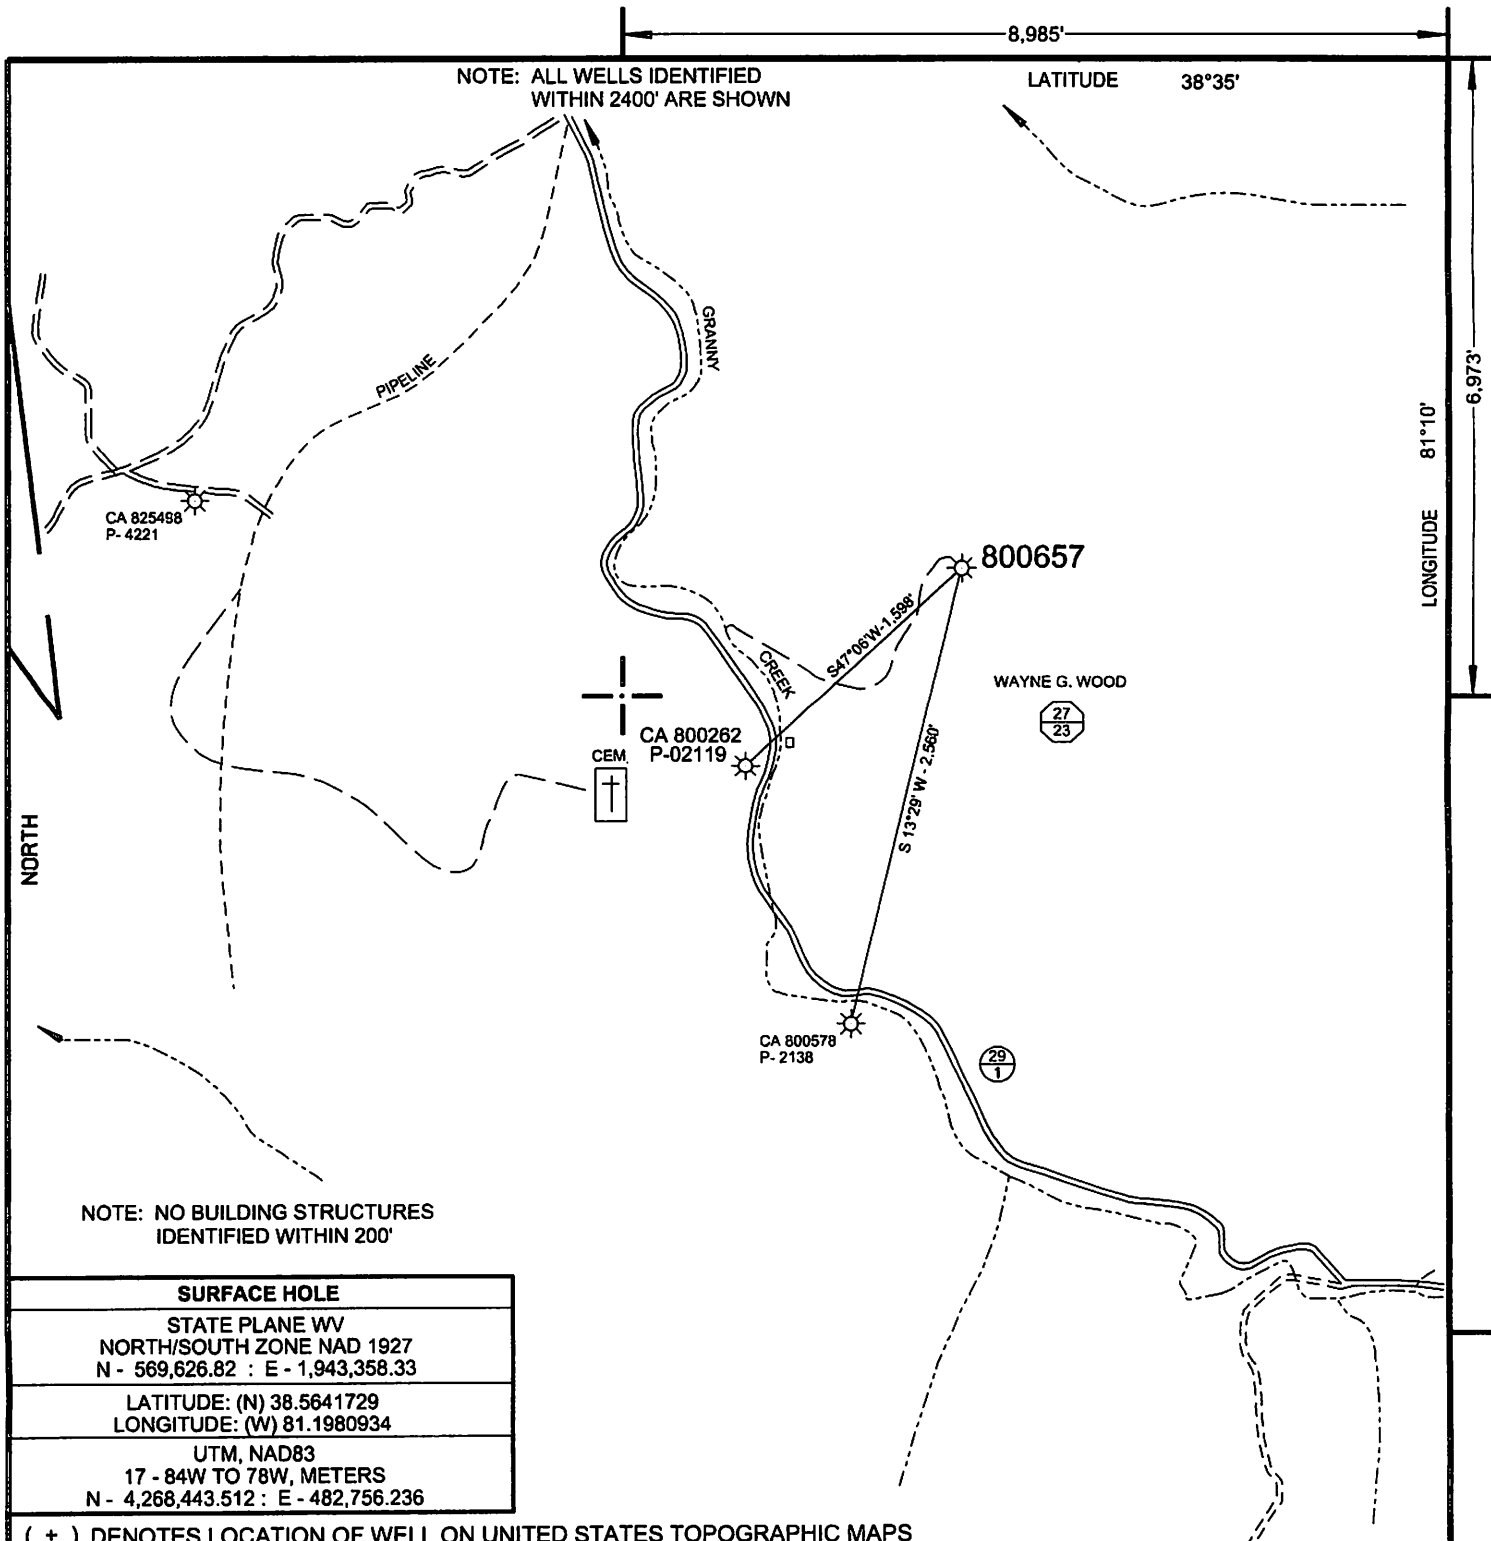 8,985'
NOTE: ALL WELLS IDENTIFIED
WITHIN 2400' ARE SHOWN
LATITUDE 38°35'
6,973'
LONGITUDE 81°10'
GRANNY
PIPELINE
CA 825498
P- 4221
800657
S47°06'W-1,598'
CREEK
WAYNE G. WOOD
27
23
CA 800262
P-02119
CEM.
S 13°29' W - 2,560'
NORTH
CA 800578
P- 2138
29
1
NOTE: NO BUILDING STRUCTURES
IDENTIFIED WITHIN 200'
SURFACE HOLE
STATE PLANE WV
NORTH/SOUTH ZONE NAD 1927
N - 569,626.82 : E - 1,943,358.33
LATITUDE: (N) 38.5641729
LONGITUDE: (W) 81.1980934
UTM, NAD83
17 - 84W TO 78W, METERS
N - 4,268,443.512 : E - 482,756.236
( + ) DENOTES LOCATION OF WELL ON UNITED STATES TOPOGRAPHIC MAPS